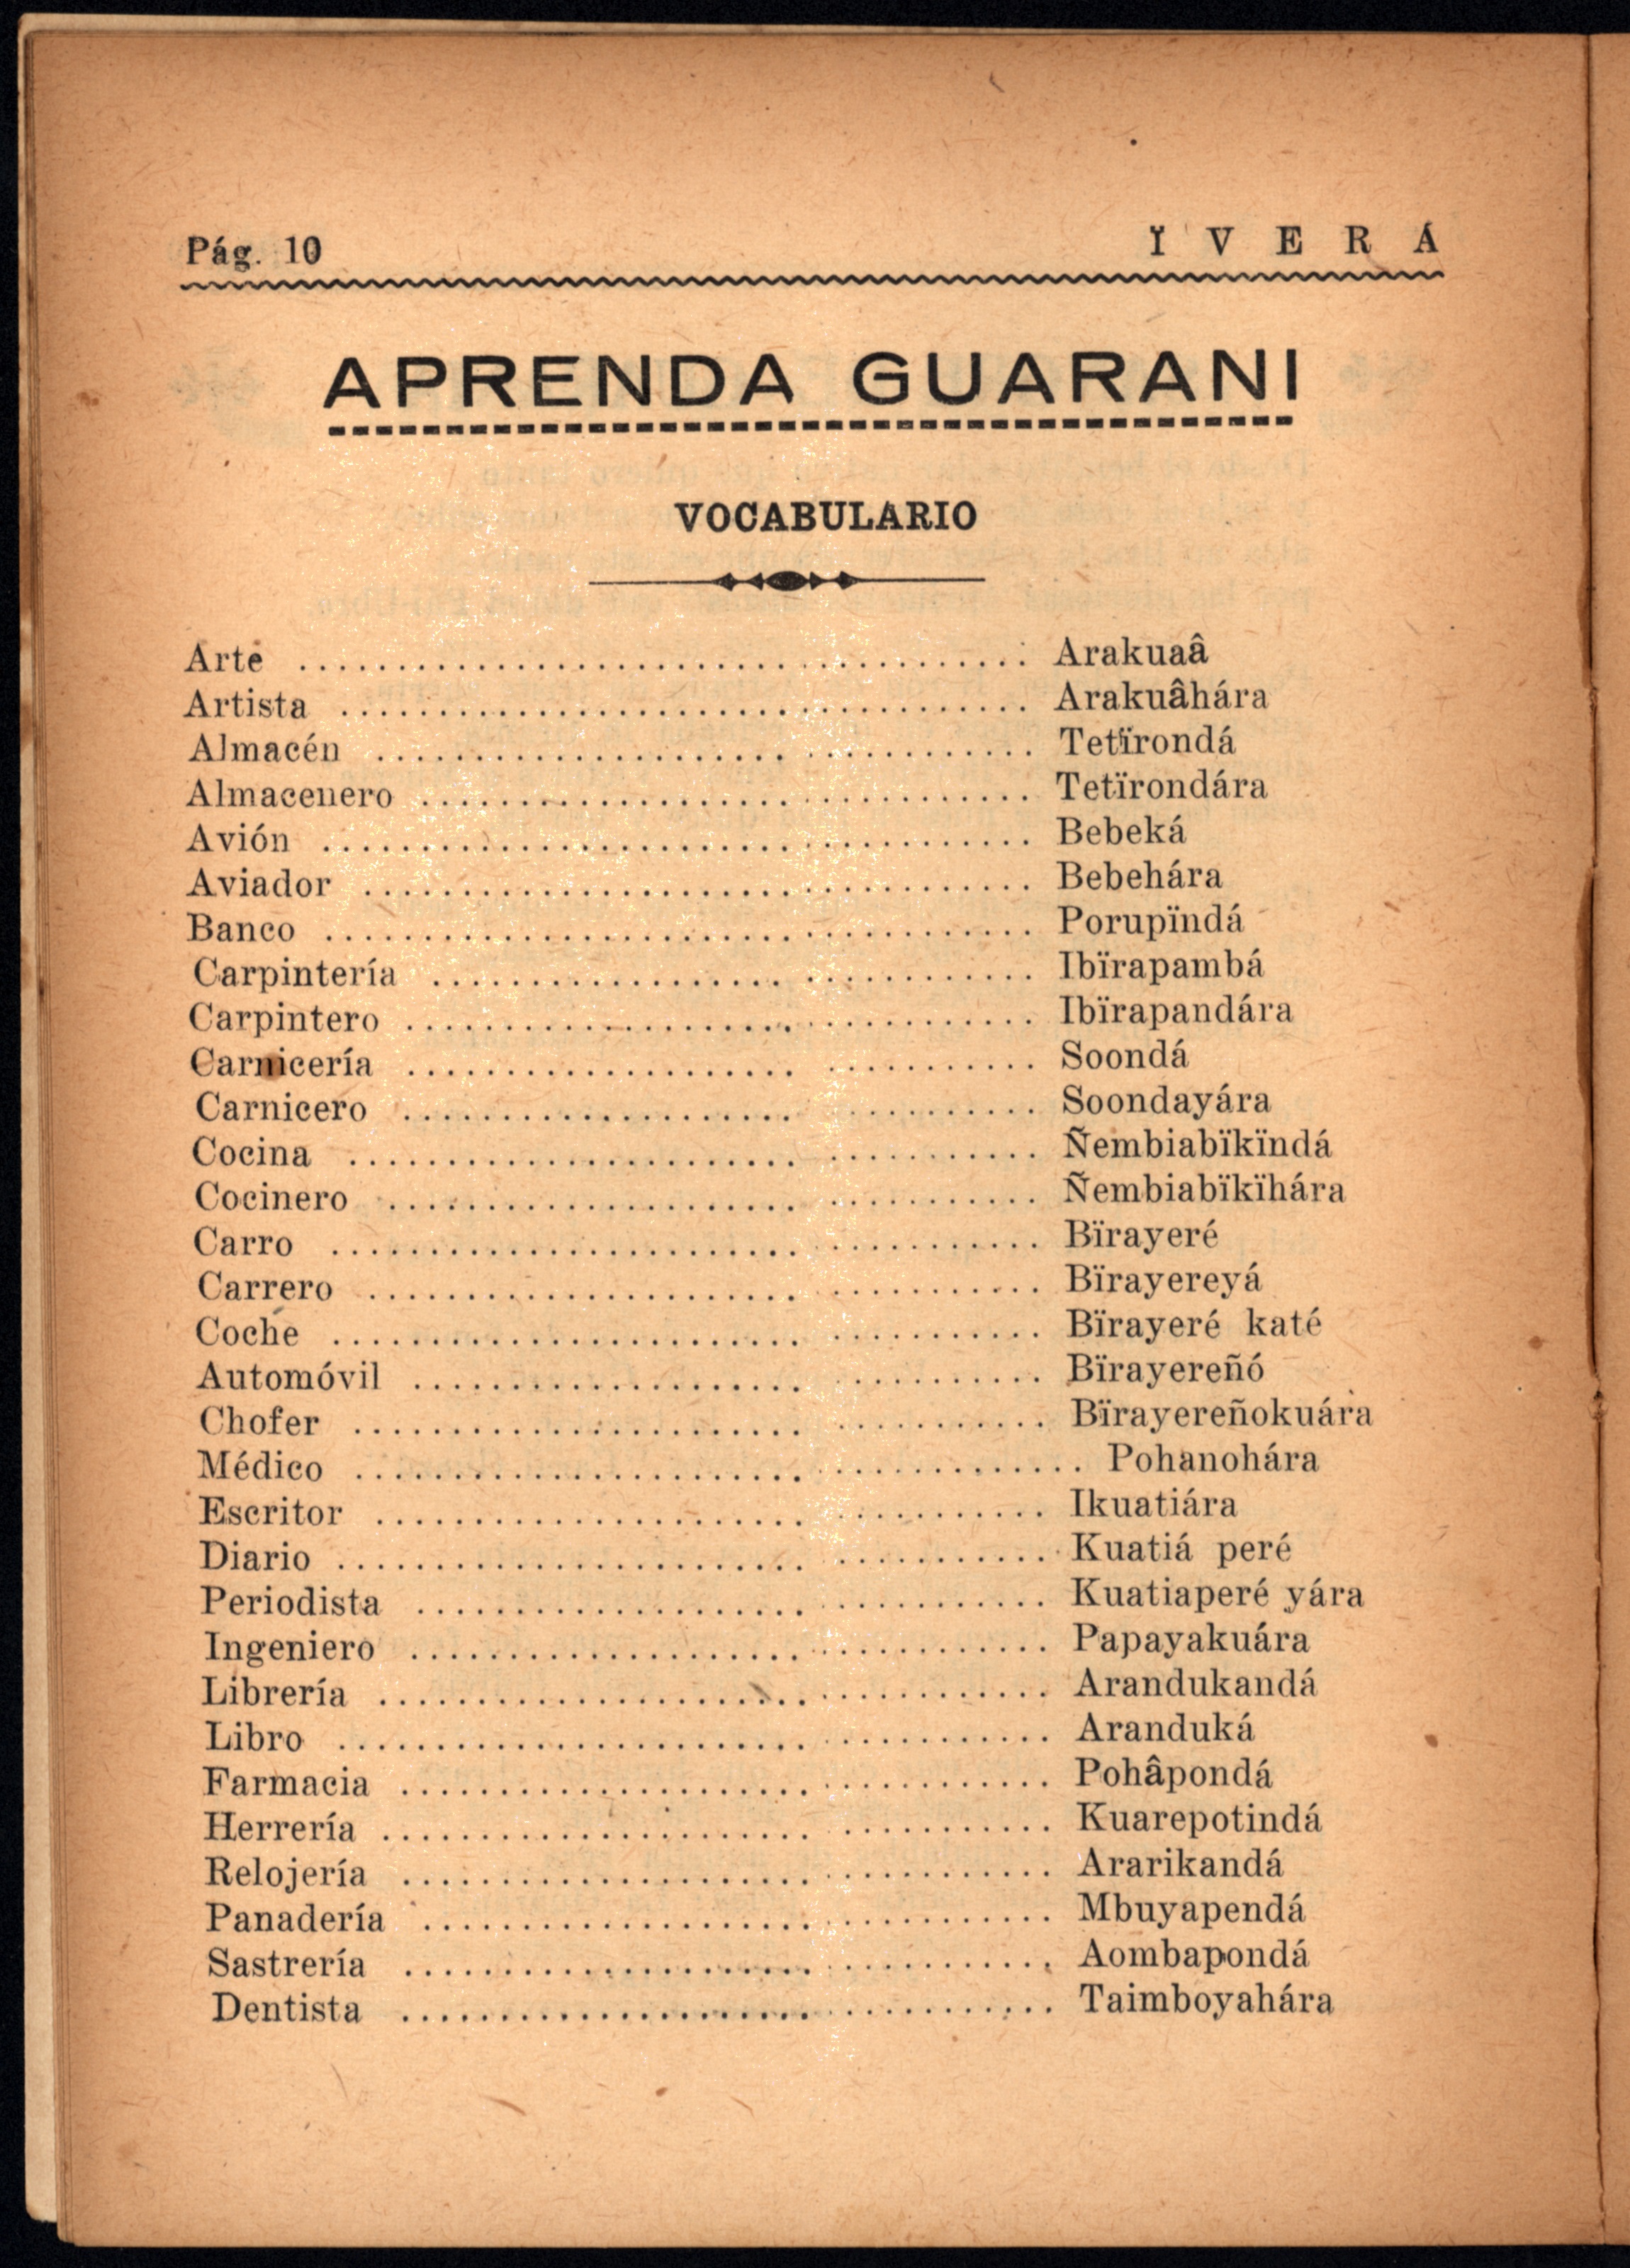 Pág. 10 Ï V E R Á
APRENDA GUARANI
VOCABULARIO
Arte .................................... Arakuaâ
Artista .................................. Arakuâhára
Almacén ................................ Tetïrondá
Almacenero .............................. Tetïrondára
Avión ................................... Bebeká
Aviador ................................. Bebehára
Banco ................................... Porupïndá
Carpintería .............................. Ibïrapambá
Carpintero ............................... Ibïrapandára
Carnicería ............................... Soondá
Carnicero ............................... Soondayára
Cocina .................................. Ñembiabïkïndá
Cocinero ................................ Ñembiabïkïhára
Carro ................................... Bïrayeré
Carrero ................................. Bïrayereyá
Coche ................................... Bïrayeré katé
Automóvil ............................... Bïrayereñó
Chofer .................................. Bïrayereñokuára
Médico .................................. Pohanohára
Escritor ................................. Ikuatiára
Diario ................................... Kuatiá peré
Periodista ............................... Kuatiaperé yára
Ingeniero ................................ Papayakuára
Librería ................................. Arandukandá
Libro ................................... Aranduká
Farmacia ................................ Pohâpondá
Herrería ................................. Kuarepotindá
Relojería ................................ Ararikandá
Panadería ............................... Mbuyapendá
Sastrería ................................ Aombapondá
Dentista ................................ Taimboyahára